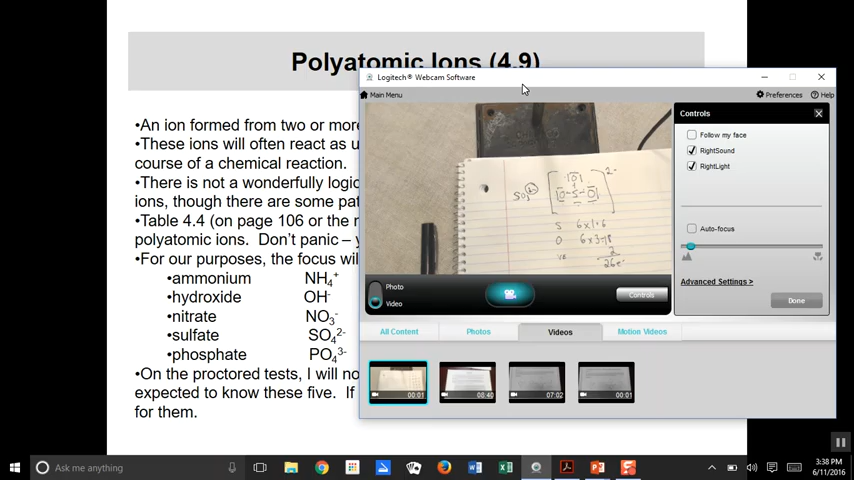 Polyatomic Ions (4.9)
Logitech® Webcam Software
Main Menu
Preferences
Help
•An ion formed from two or more
•These ions will often react as u
course of a chemical reaction.
•There is not a wonderfully logic
ions, though there are some pat
•Table 4.4 (on page 106 or the r
polyatomic ions. Don't panic –
•For our purposes, the focus wil
•ammonium NH₄⁺
•hydroxide OH⁻
•nitrate NO₃⁻
•sulfate SO₄²⁻
•phosphate PO₄³⁻
•On the proctored tests, I will no
expected to know these five. If
for them.
SO₃²⁻ [O-S-O]²⁻
S 6x1=6
O 6x3=18
2
26e⁻
Controls
Follow my face
RightSound
RightLight
Auto-focus
Advanced Settings >
Done
Photo
Video
Controls
All Content
Photos
Videos
Motion Videos
00:01
08:40
07:02
00:01
Ask me anything
3:38 PM
6/11/2016